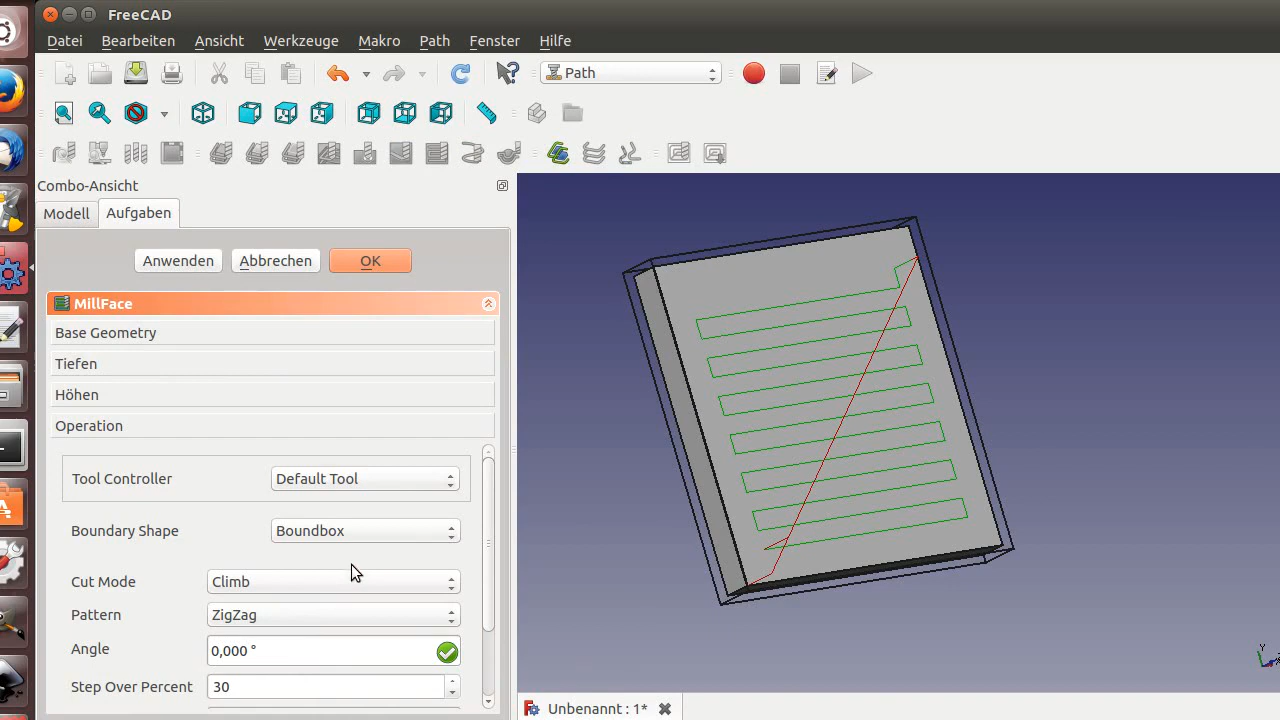 FreeCAD
Datei Bearbeiten Ansicht Werkzeuge Makro Path Fenster Hilfe
Path
Combo-Ansicht
Modell Aufgaben
Anwenden Abbrechen OK
MillFace
Base Geometry
Tiefen
Höhen
Operation
Tool Controller Default Tool
Boundary Shape Boundbox
Cut Mode Climb
Pattern ZigZag
Angle 0,000 °
Step Over Percent 30
Y
X
Unbenannt : 1*